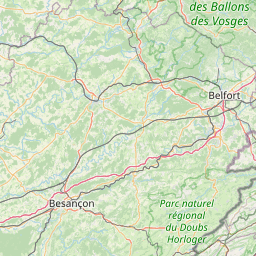 des Ballons
des Vosges
Belfort
Besançon
Parc naturel
régional
du Doubs
Horloger